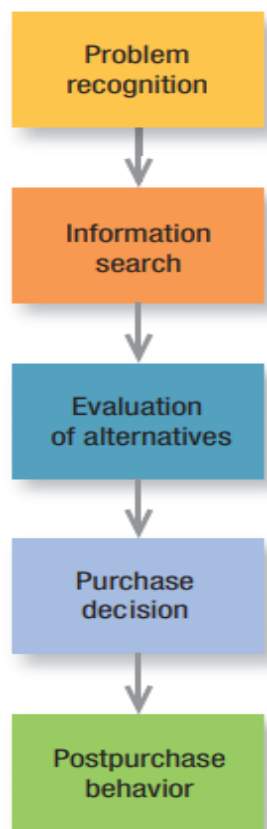 Problem
recognition
Information
search
Evaluation
of alternatives
Purchase
decision
Postpurchase
behavior